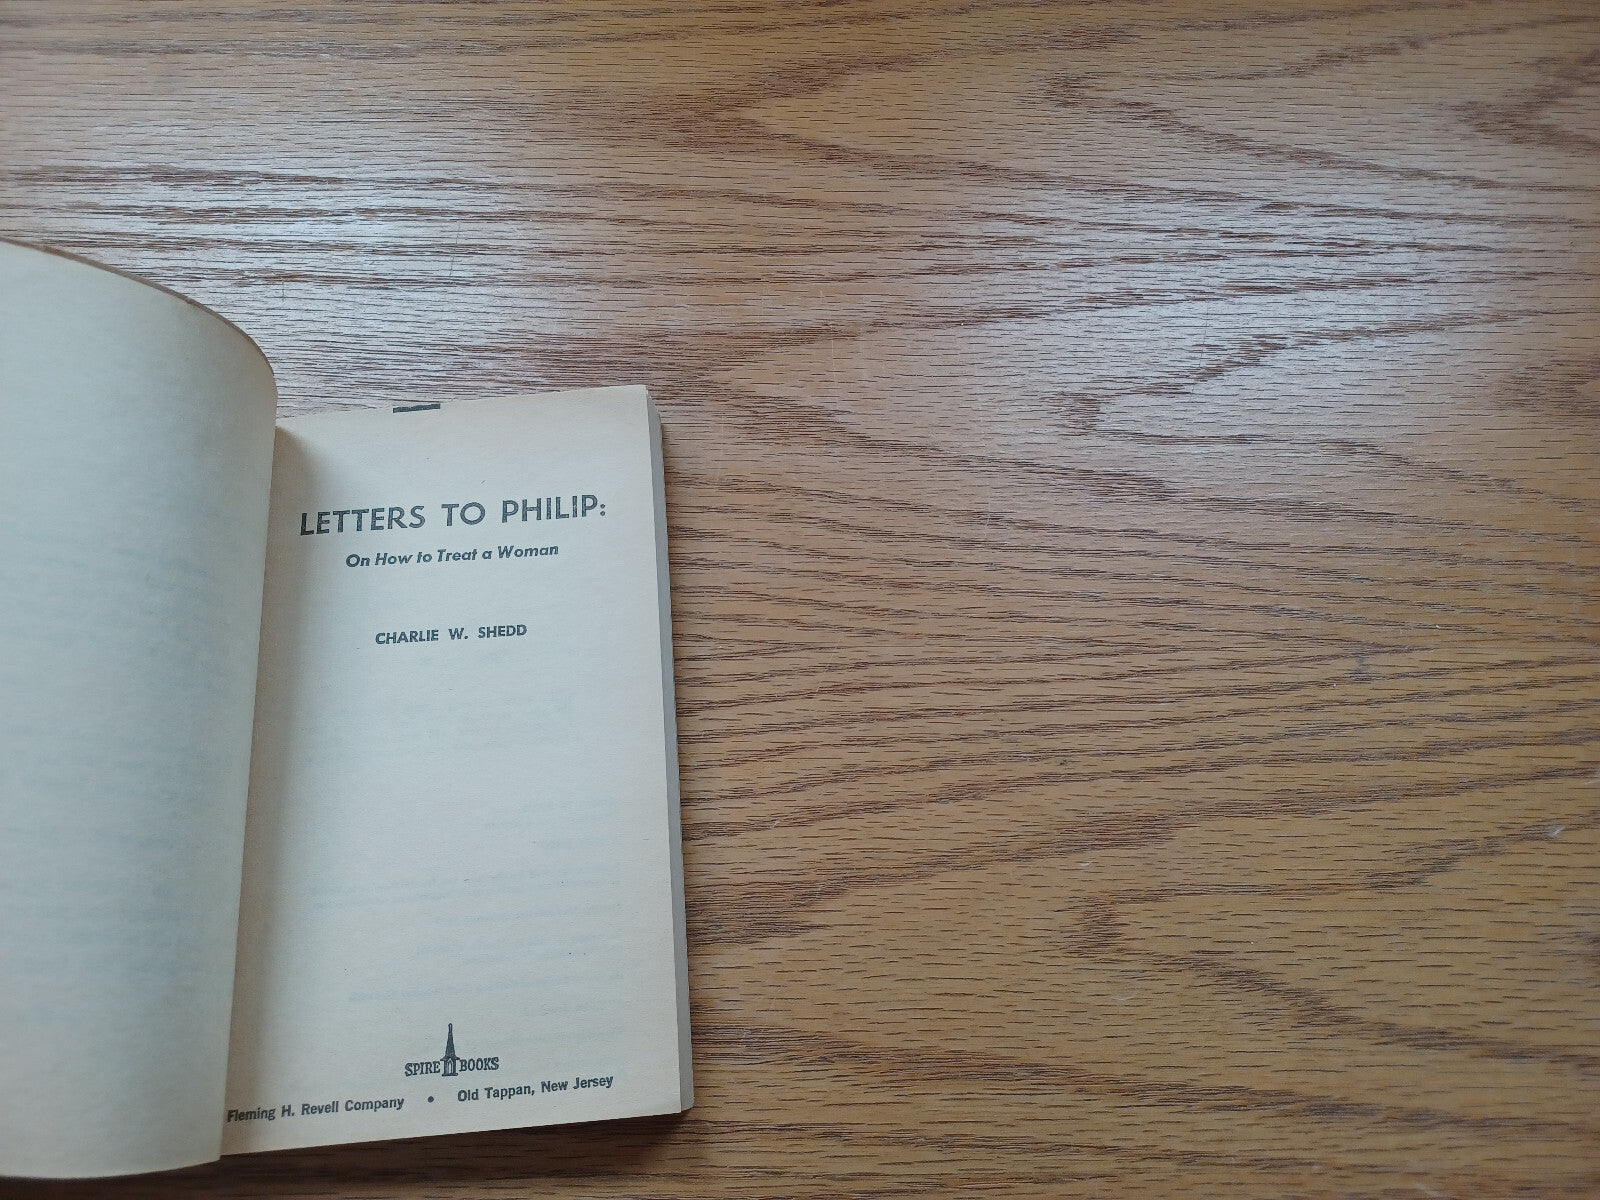 LETTERS TO PHILIP:
On How to Treat a Woman
CHARLIE W. SHEDD
SPIRE BOOKS
Fleming H. Revell Company • Old Tappan, New Jersey